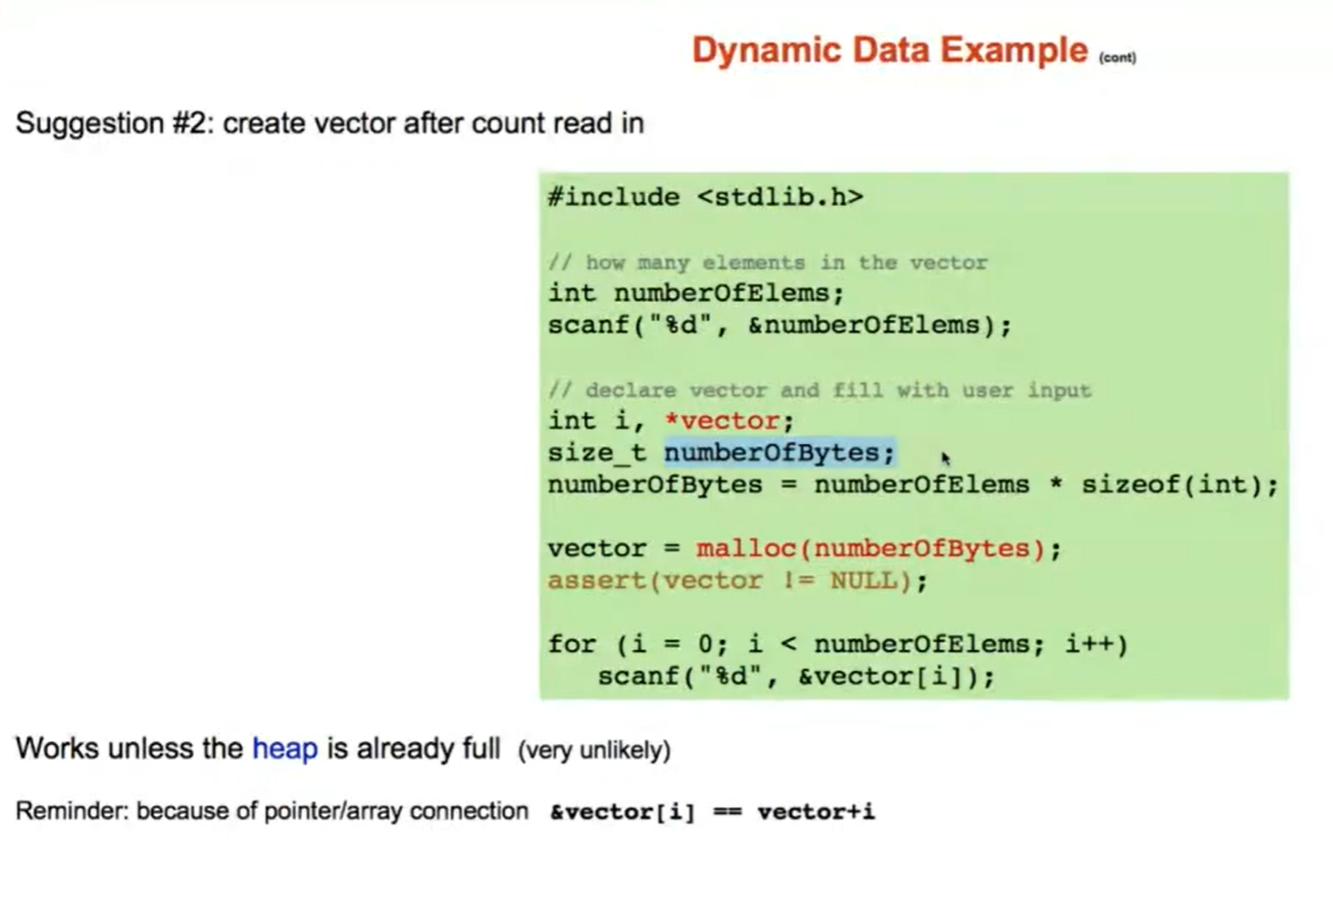 Dynamic Data Example (cont)
Suggestion #2: create vector after count read in
#include <stdlib.h>
// how many elements in the vector
int numberOfElems;
scanf("%d", &numberOfElems);
// declare vector and fill with user input
int i, *vector;
size_t numberOfBytes;
numberOfBytes = numberOfElems * sizeof(int);
vector = malloc(numberOfBytes);
assert(vector != NULL);
for (i = 0; i < numberOfElems; i++)
scanf("%d", &vector[i]);
Works unless the heap is already full (very unlikely)
Reminder: because of pointer/array connection &vector[i] == vector+i